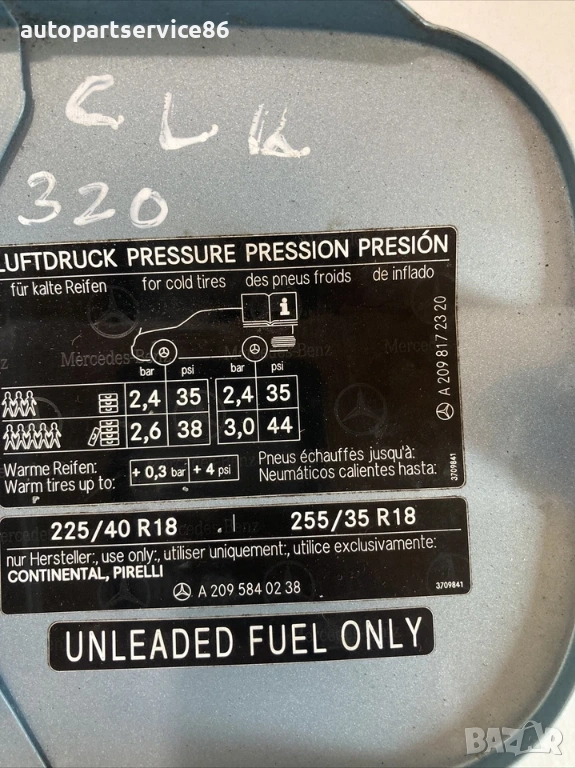 autopartservice86
CLK
320
LUFTDRUCK PRESSURE PRESSION PRESIÓN
für kalte Reifen for cold tires des pneus froids de inflado
i
Mercedes-Benz
bar psi bar psi
2,4 35 2,4 35
2,6 38 3,0 44
Warme Reifen: + 0,3 bar + 4 psi Pneus échauffès jusqu'à:
Warm tires up to: Neumáticos calientes hasta:
A 209 817 23 20
3709841
225/40 R18 255/35 R18
nur Hersteller:, use only:, utiliser uniquement:, utilice exclusivamente:
CONTINENTAL, PIRELLI
A 209 584 02 38
3709841
UNLEADED FUEL ONLY
BAZAR